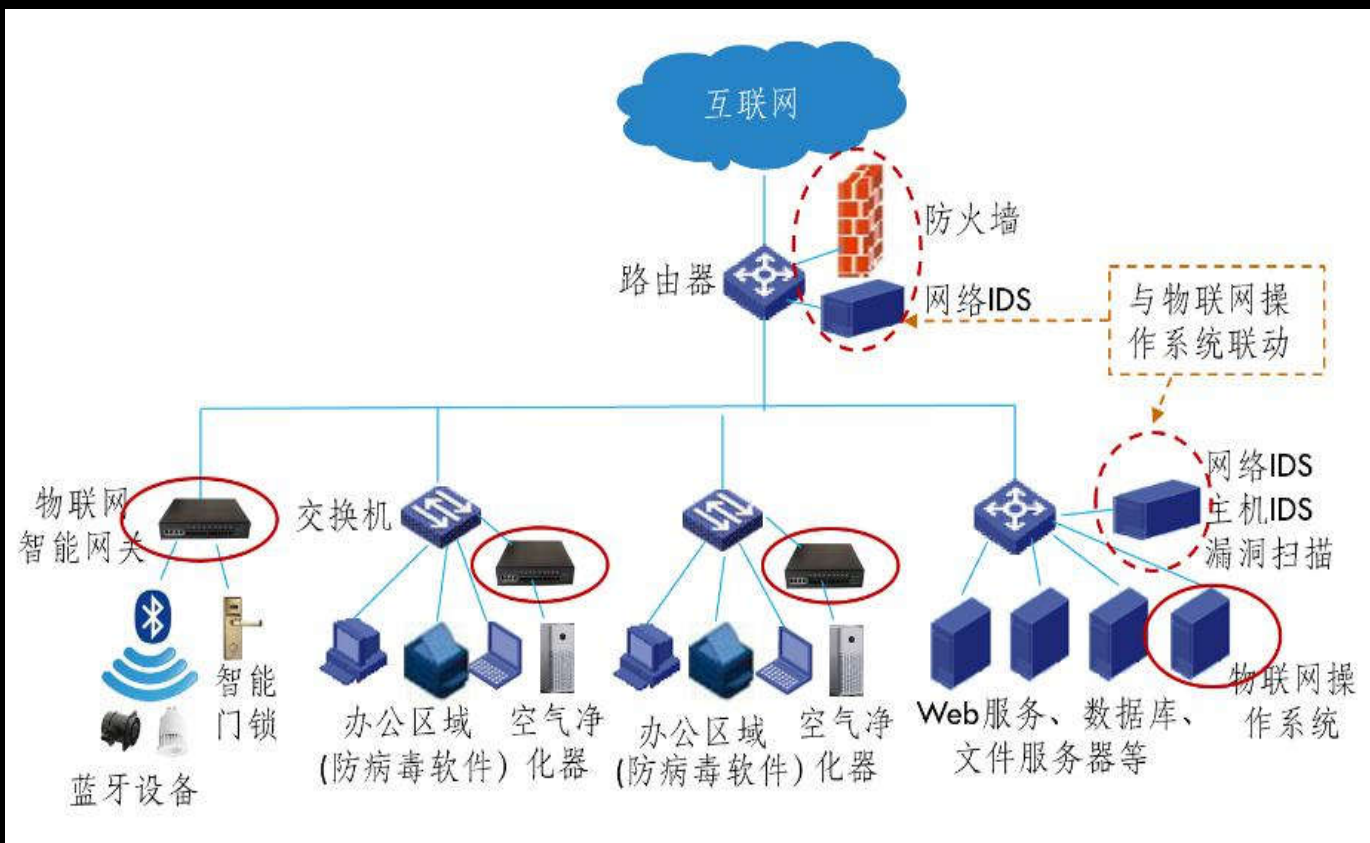 互联网
防火墙
路由器
网络IDS
与物联网操
作系统联动
物联网
智能网关
交换机
网络IDS
主机IDS
漏洞扫描
智能
门锁
蓝牙设备
办公区域
(防病毒软件)
空气净
化器
办公区域
(防病毒软件)
空气净
化器
Web服务、数据库、
文件服务器等
物联网操
作系统